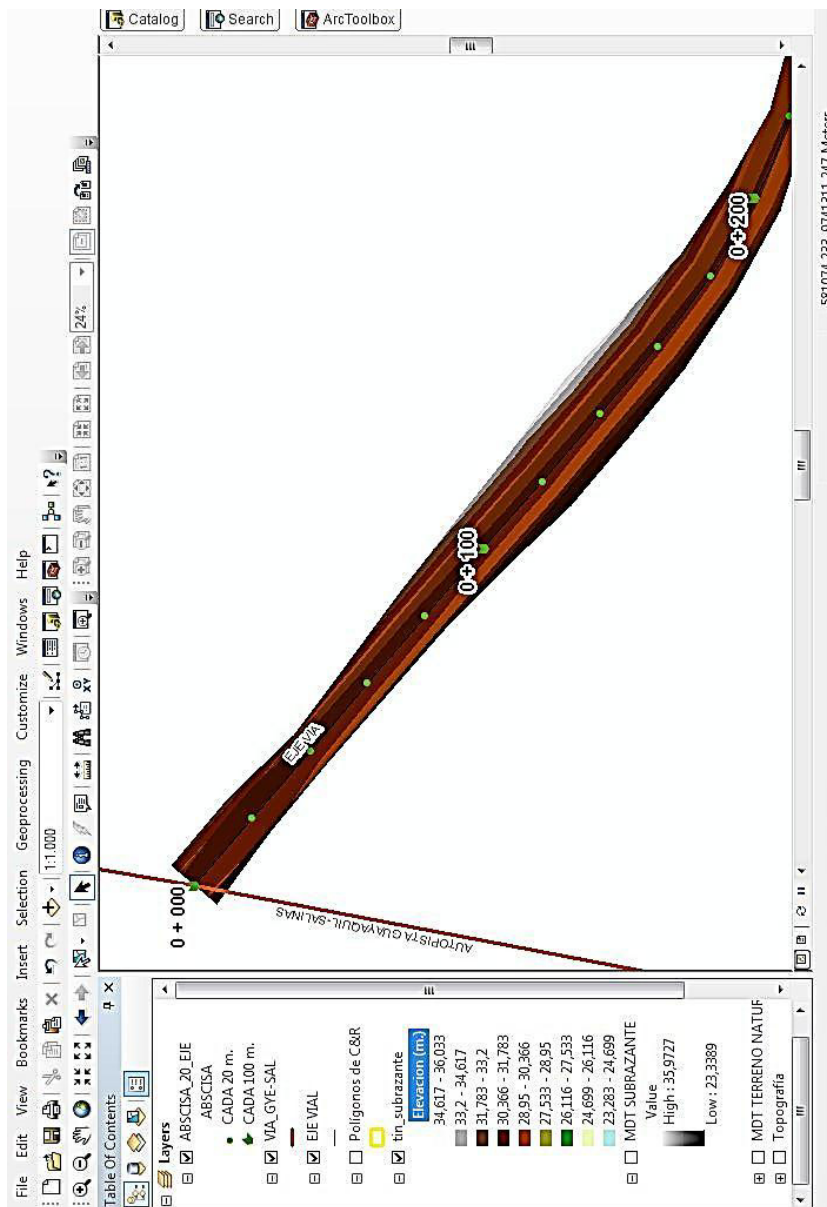 File Edit View Bookmarks Insert Selection Geoprocessing Customize Windows Help
1:1.000
24%
Table Of Contents
Layers
ABSCISA_20_EJE
ABSCISA
CADA 20 m.
CADA 100 m.
VIA_GYE-SAL
EJE VIAL
Polígonos de C&R
tin_subrazante
Elevacion (m.)
34,617 - 36,033
33,2 - 34,617
31,783 - 33,2
30,366 - 31,783
28,95 - 30,366
27,533 - 28,95
26,116 - 27,533
24,699 - 26,116
23,283 - 24,699
MDT SUBRAZANTE
Value
High : 35,9727
Low : 23,3389
MDT TERRENO NATUR
Topografía
0 + 000
AUTOPISTA GUAYAQUIL-SALINAS
EJE VIA
0 + 100
0 + 200
Catalog
Search
ArcToolbox